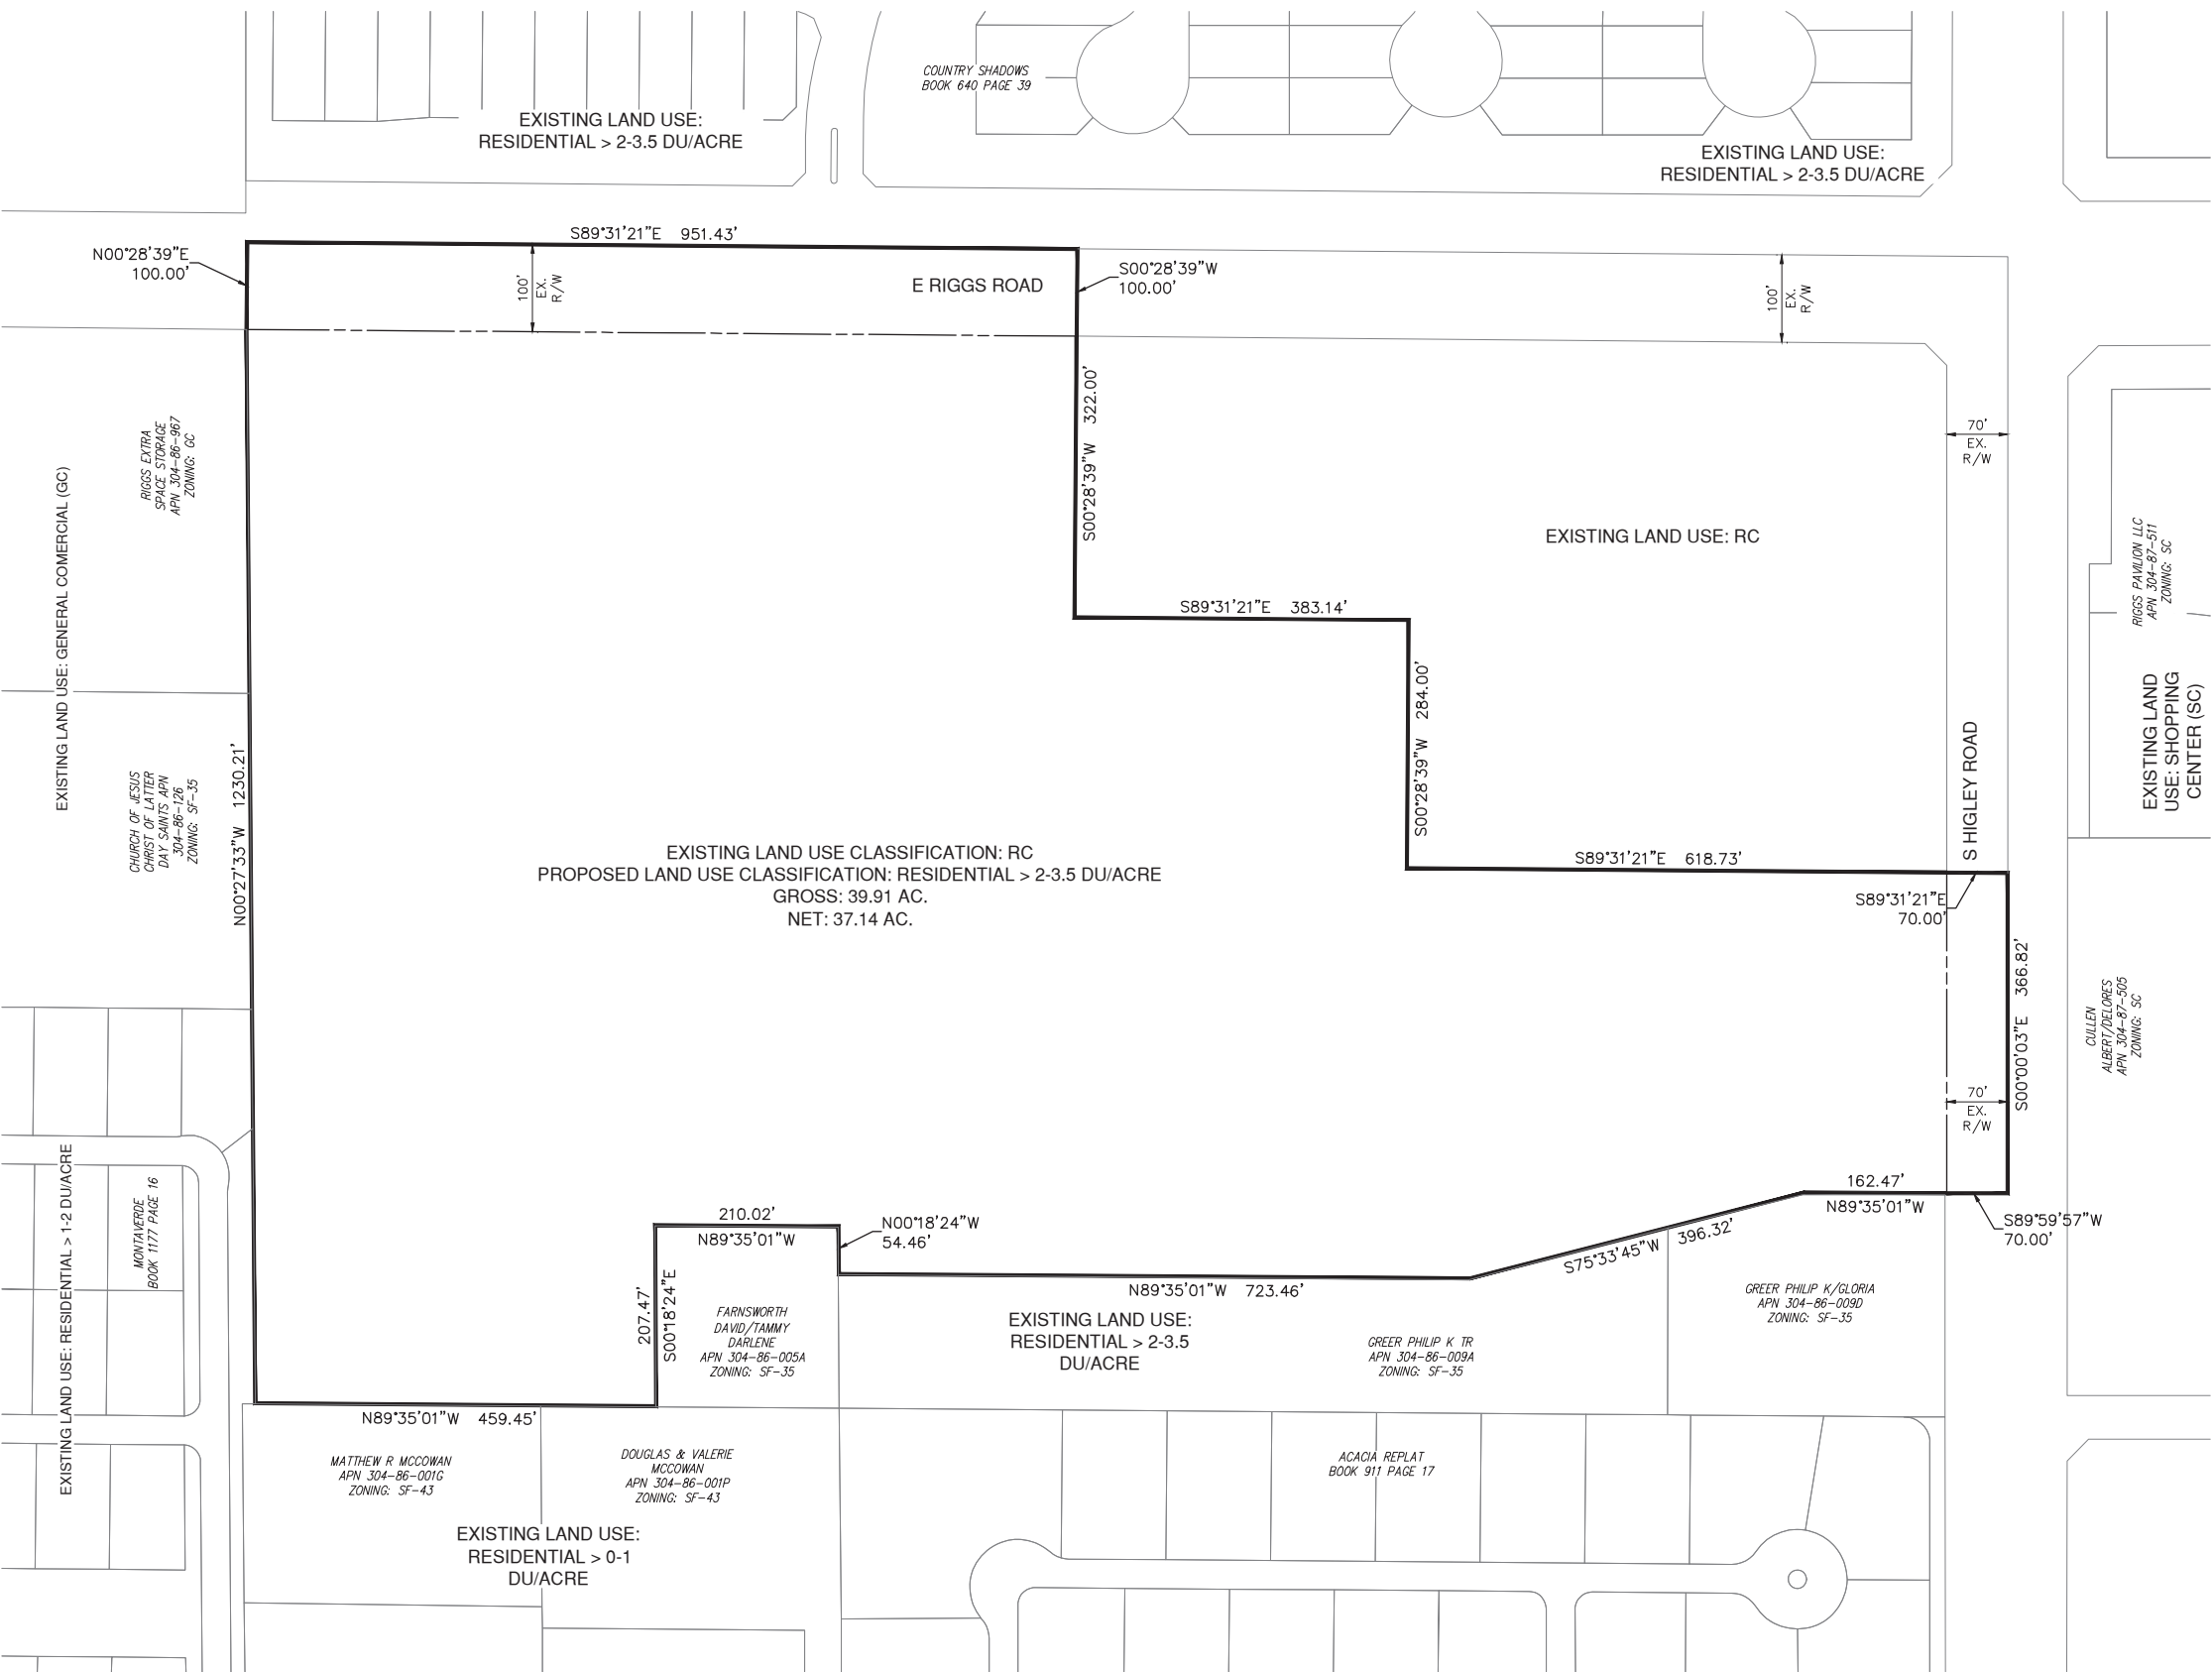 COUNTRY SHADOWS
BOOK 640 PAGE 39
EXISTING LAND USE:
RESIDENTIAL > 2-3.5 DU/ACRE
EXISTING LAND USE:
RESIDENTIAL > 2-3.5 DU/ACRE
S89°31'21"E 951.43'
N00°28'39"E
100.00'
100'
EX.
R/W
E RIGGS ROAD
S00°28'39"W
100.00'
100'
EX.
R/W
S00°28'39"W 322.00'
70'
EX.
R/W
RIGGS EXTRA
SPACE STORAGE
APN 304-86-967
ZONING: GC
EXISTING LAND USE: GENERAL COMERCIAL (GC)
EXISTING LAND USE: RC
RIGGS PAVILION LLC
APN 304-87-511
ZONING: SC
S89°31'21"E 383.14'
S00°28'39"W 284.00'
EXISTING LAND
USE: SHOPPING
CENTER (SC)
S HIGLEY ROAD
N00°27'33"W 1230.21'
CHURCH OF JESUS
CHRIST OF LATTER
DAY SAINTS APN
304-86-126
ZONING: SF-35
EXISTING LAND USE CLASSIFICATION: RC
PROPOSED LAND USE CLASSIFICATION: RESIDENTIAL > 2-3.5 DU/ACRE
GROSS: 39.91 AC.
NET: 37.14 AC.
S89°31'21"E 618.73'
S89°31'21"E
70.00'
S00°00'03"E 366.82'
CULLEN
ALBERT/DELORES
APN 304-87-505
ZONING: SC
70'
EX.
R/W
EXISTING LAND USE: RESIDENTIAL > 1-2 DU/ACRE
MONTAVERDE
BOOK 1177 PAGE 16
162.47'
N89°35'01"W
S89°59'57"W
70.00'
210.02'
N89°35'01"W
N00°18'24"W
54.46'
S75°33'45"W 396.32'
207.47'
S00°18'24"E
N89°35'01"W 723.46'
FARNSWORTH
DAVID/TAMMY
DARLENE
APN 304-86-005A
ZONING: SF-35
EXISTING LAND USE:
RESIDENTIAL > 2-3.5
DU/ACRE
GREER PHILIP K TR
APN 304-86-009A
ZONING: SF-35
GREER PHILIP K/GLORIA
APN 304-86-009D
ZONING: SF-35
N89°35'01"W 459.45'
MATTHEW R MCCOWAN
APN 304-86-001G
ZONING: SF-43
DOUGLAS & VALERIE
MCCOWAN
APN 304-86-001P
ZONING: SF-43
ACACIA REPLAT
BOOK 911 PAGE 17
EXISTING LAND USE:
RESIDENTIAL > 0-1
DU/ACRE